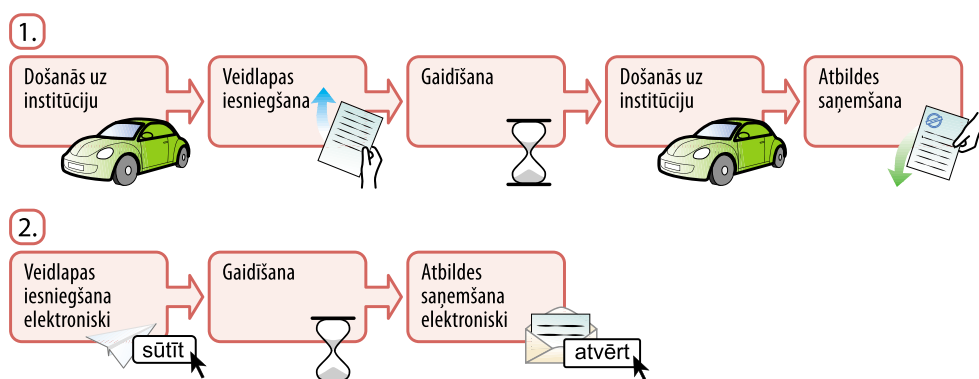 1.
Došanās uz
institūciju
Veidlapas
iesniegšana
Gaidīšana
Došanās uz
institūciju
Atbildes
saņemšana
2.
Veidlapas
iesniegšana
elektroniski
sūtīt
Gaidīšana
Atbildes
saņemšana
elektroniski
atvērt